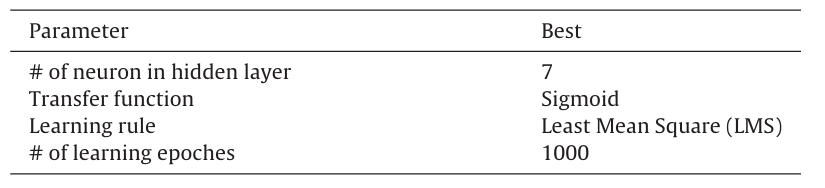 Parameter Best
# of neuron in hidden layer 7
Transfer function Sigmoid
Learning rule Least Mean Square (LMS)
# of learning epoches 1000